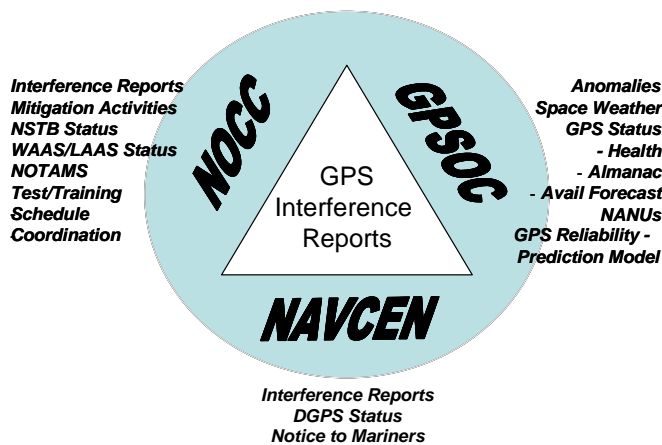 Interference Reports
Mitigation Activities
NSTB Status
WAAS/LAAS Status
NOTAMS
Test/Training
-Schedule
-Coordination
NOCC
GPS
Interference
Reports
GPSOC
Anomalies
Space Weather
GPS Status
- Health
- Almanac
- Avail Forecast
NANUs
GPS Reliability -
Prediction Model
NAVCEN
Interference Reports
DGPS Status
Notice to Mariners